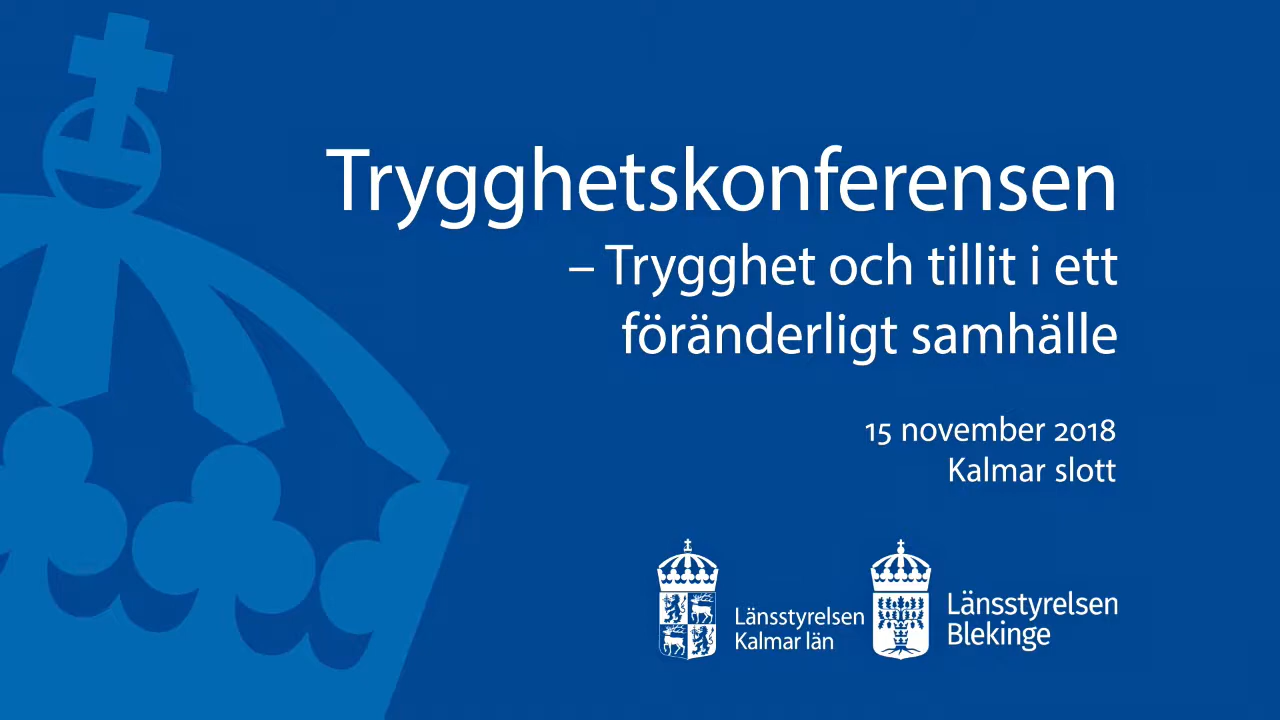 Trygghetskonferensen
– Trygghet och tillit i ett
föränderligt samhälle
15 november 2018
Kalmar slott
Länsstyrelsen
Kalmar län
Länsstyrelsen
Blekinge